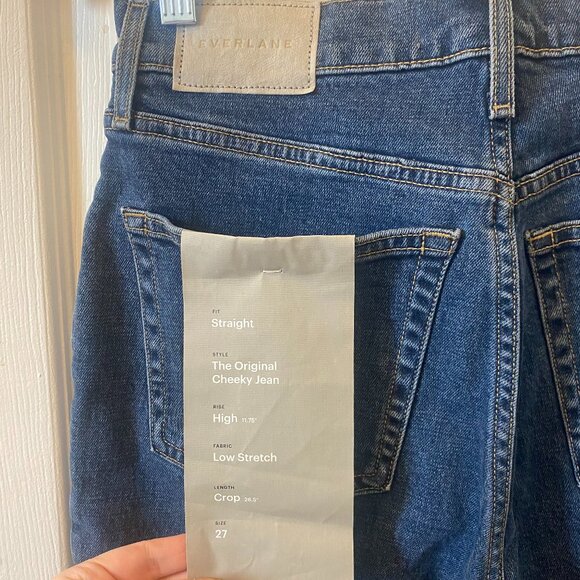 EVERLANE
FIT
Straight
STYLE
The Original
Cheeky Jean
RISE
High 11.75"
FABRIC
Low Stretch
LENGTH
Crop 26.5"
SIZE
27